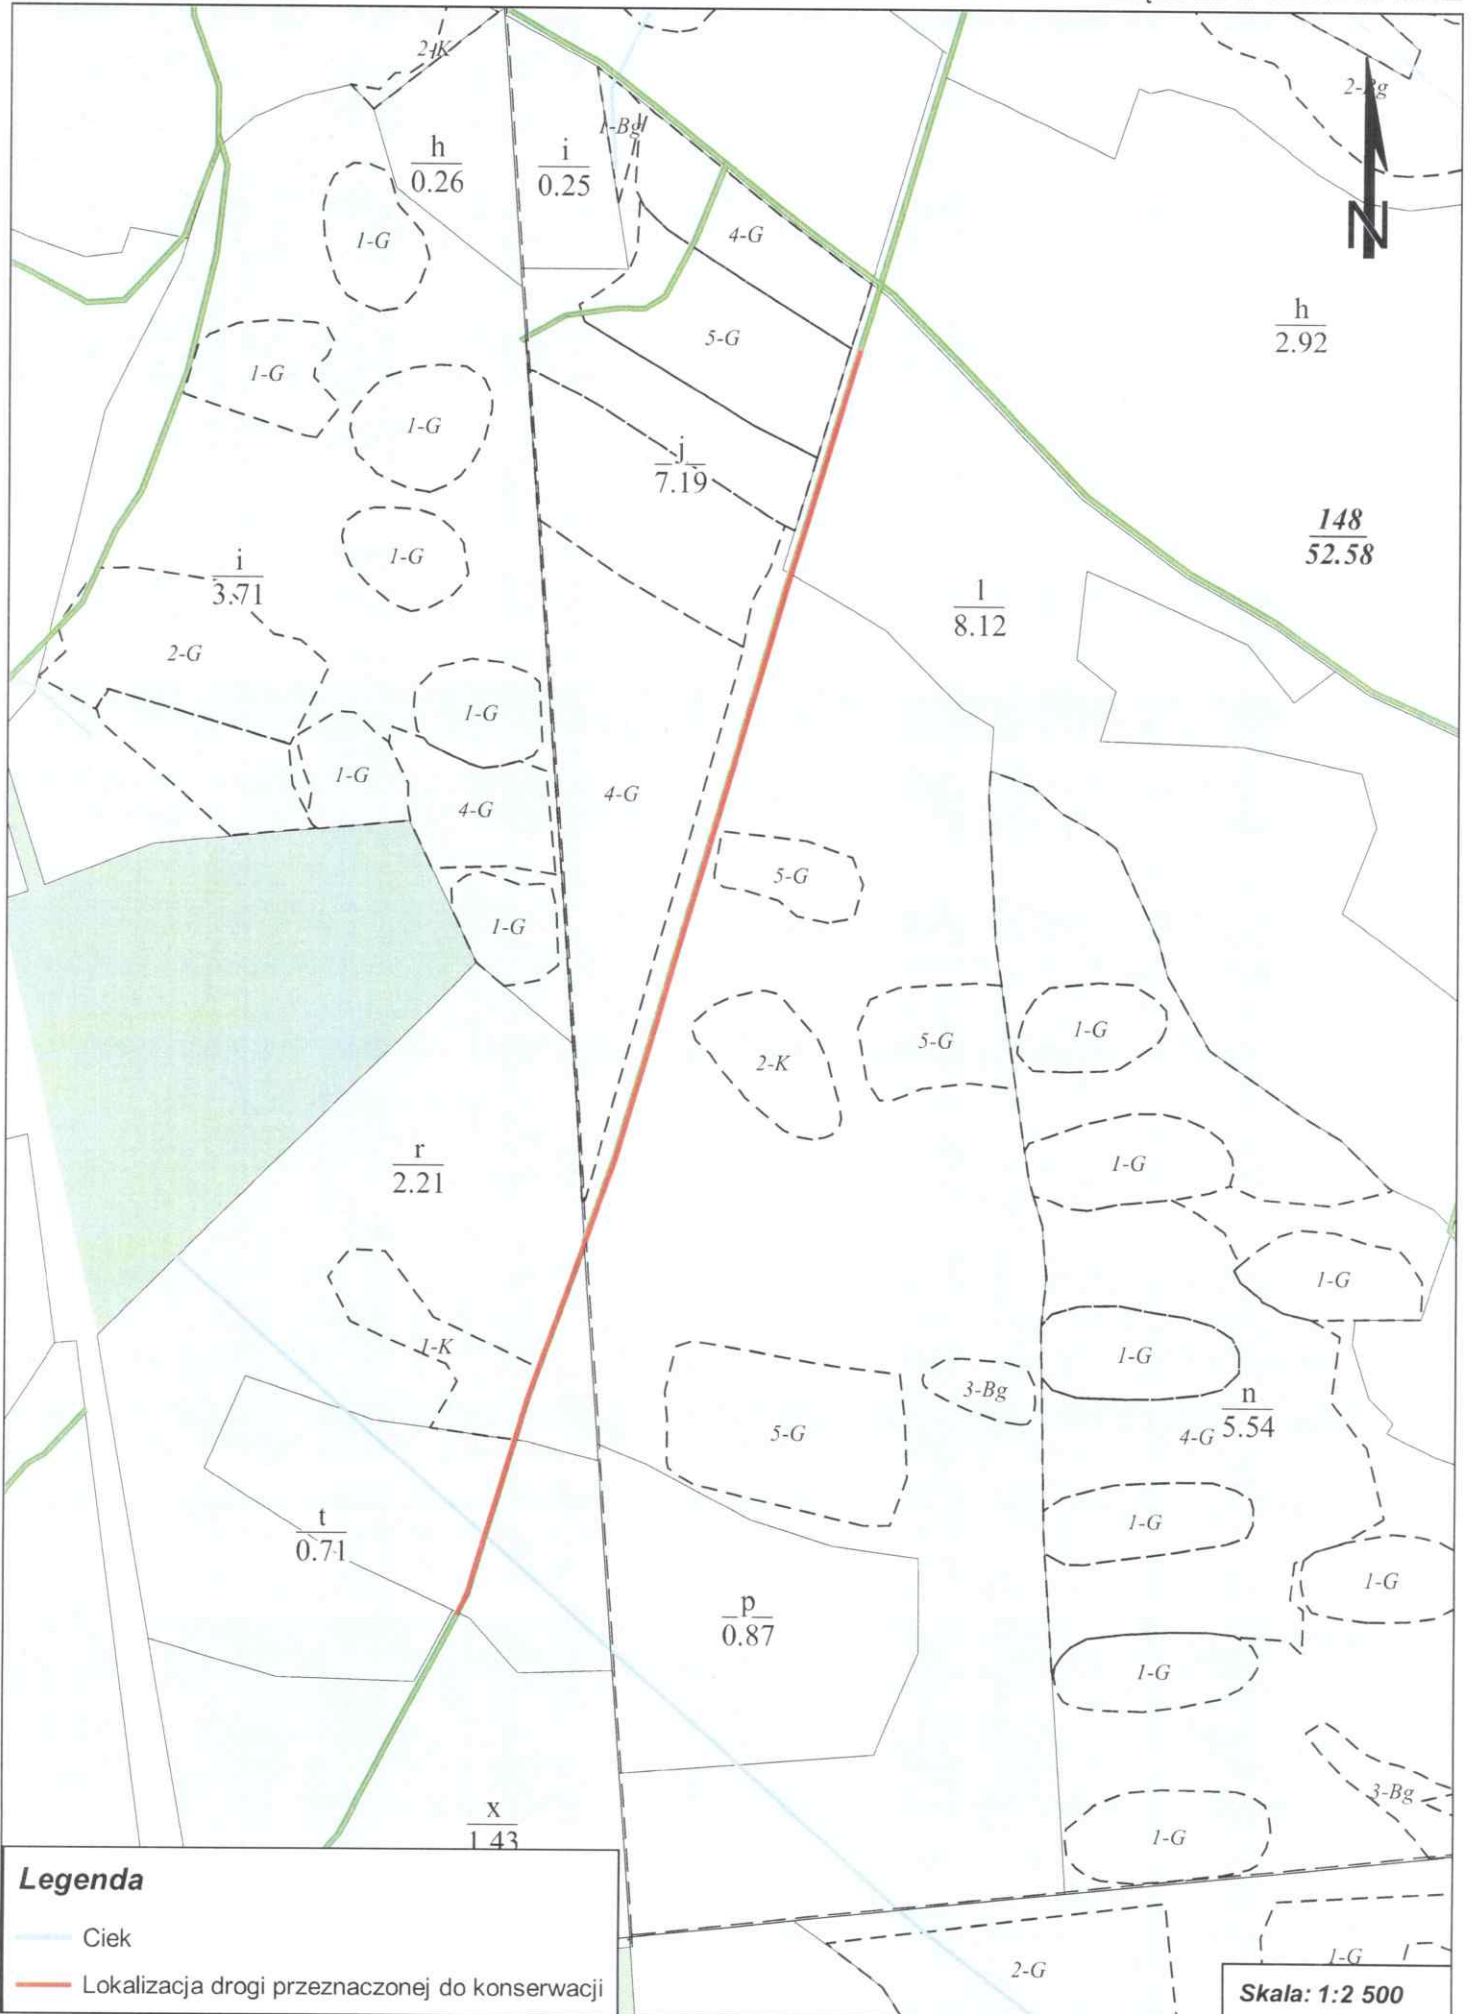 2-K
2-Bg
1-Bg
h
0.26
i
0.25
N
1-G
4-G
h
2.92
5-G
1-G
1-G
j
7.19
148
52.58
1-G
i
3.71
l
8.12
2-G
1-G
1-G
4-G
4-G
5-G
1-G
1-G
5-G
2-K
r
2.21
1-G
1-G
1-K
1-G
3-Bg
n
5.54
5-G
4-G
t
0.71
1-G
1-G
p
0.87
1-G
3-Bg
x
1.43
1-G
Legenda
Ciek
Lokalizacja drogi przeznaczonej do konserwacji
2-G
1-G
Skala: 1:2 500